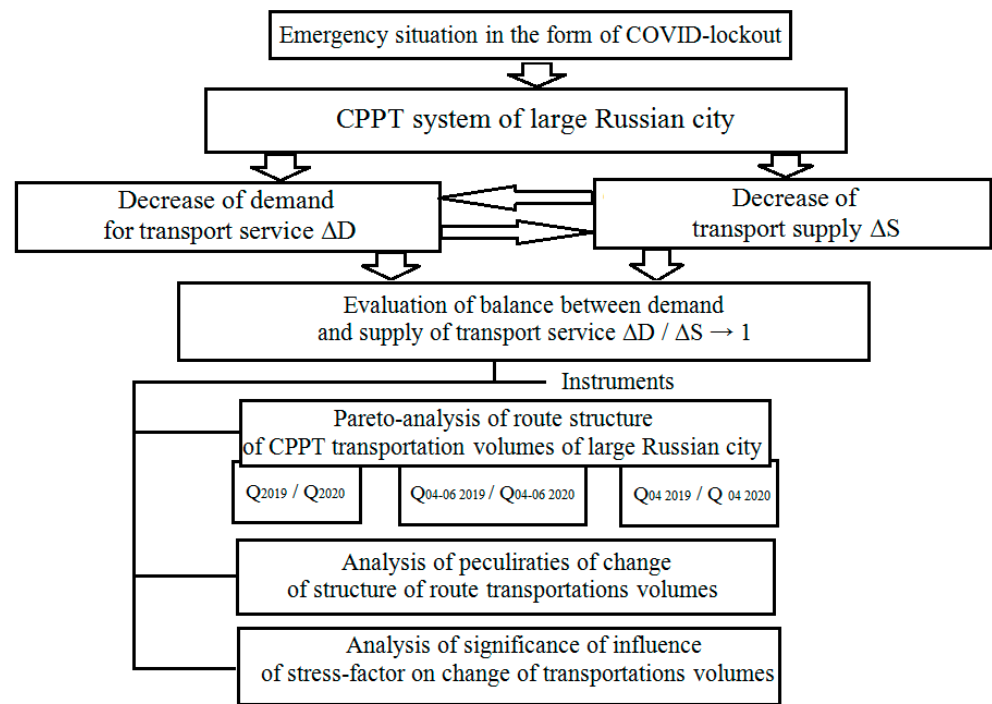 Emergency situation in the form of COVID-lockout
CPPT system of large Russian city
Decrease of demand
for transport service ΔD
Decrease of
transport supply ΔS
Evaluation of balance between demand
and supply of transport service ΔD / ΔS → 1
Instruments
Pareto-analysis of route structure
of CPPT transportation volumes of large Russian city
Q2019 / Q2020
Q04-06 2019 / Q04-06 2020
Q04 2019 / Q 04 2020
Analysis of peculiraties of change
of structure of route transportations volumes
Analysis of significance of influence
of stress-factor on change of transportations volumes